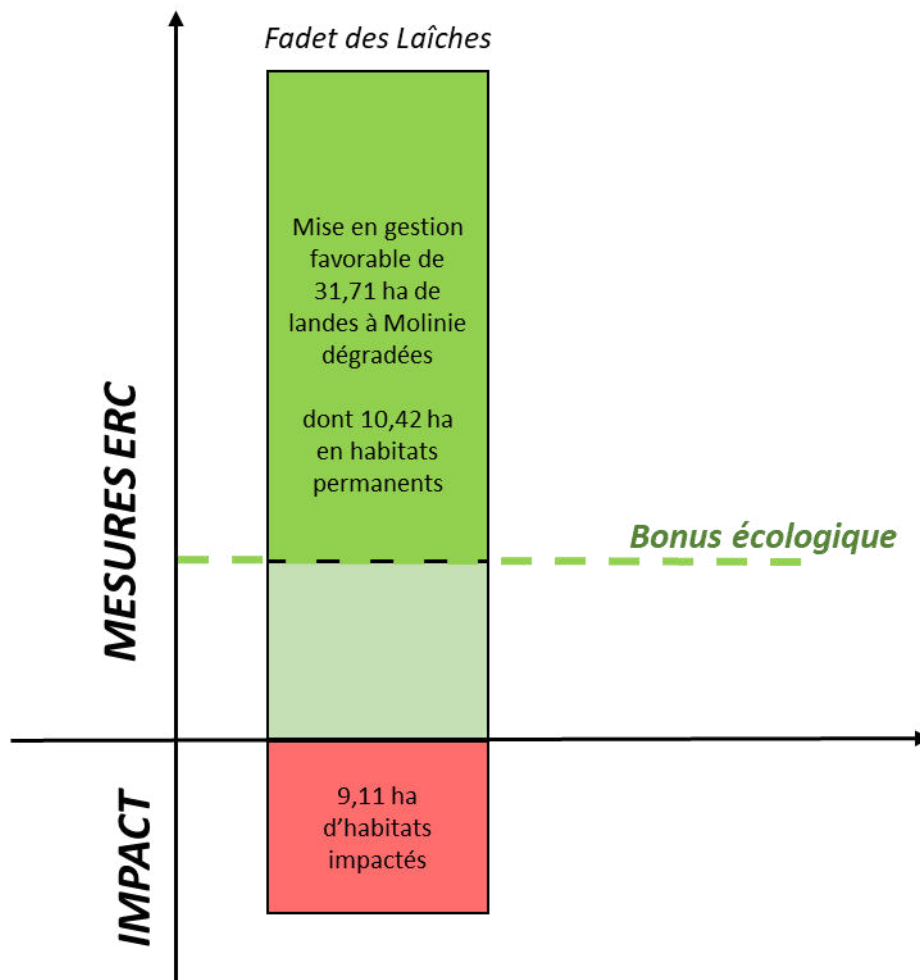 Fadet des Laîches
Mise en gestion
favorable de
31,71 ha de
landes à Molinie
dégradées
dont 10,42 ha
en habitats
permanents
MESURES ERC
Bonus écologique
IMPACT
9,11 ha
d’habitats
impactés